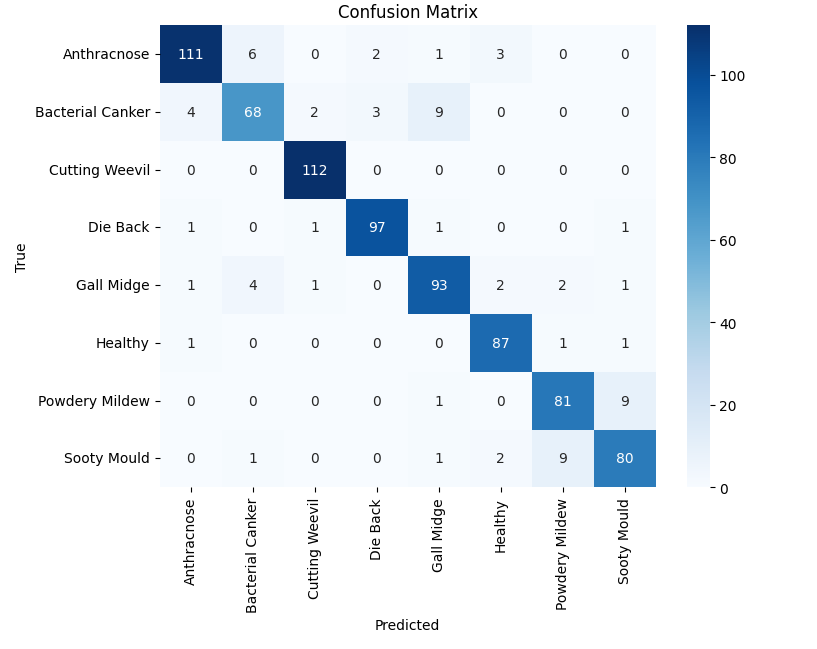 Confusion Matrix
Anthracnose 111 6 0 2 1 3 0 0
Bacterial Canker 4 68 2 3 9 0 0 0
Cutting Weevil 0 0 112 0 0 0 0 0
Die Back 1 0 1 97 1 0 0 1
Gall Midge 1 4 1 0 93 2 2 1
Healthy 1 0 0 0 0 87 1 1
Powdery Mildew 0 0 0 0 1 0 81 9
Sooty Mould 0 1 0 0 1 2 9 80
True
Anthracnose
Bacterial Canker
Cutting Weevil
Die Back
Gall Midge
Healthy
Powdery Mildew
Sooty Mould
Predicted
100
80
60
40
20
0